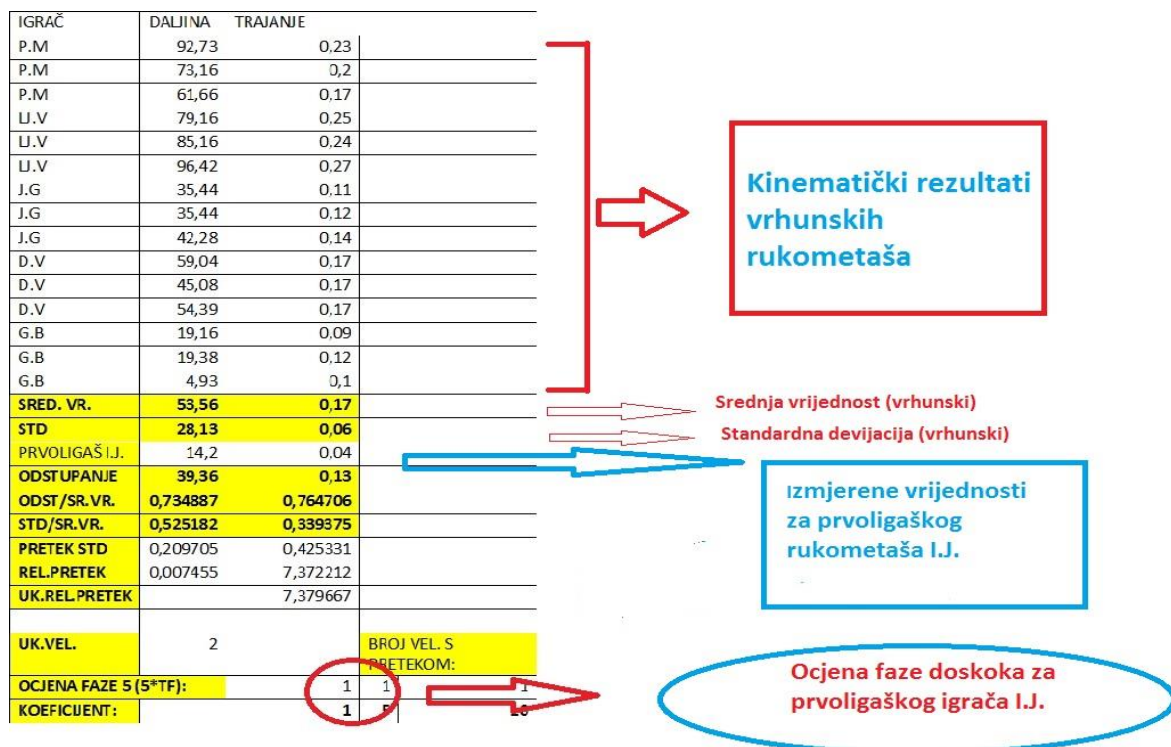 IGRAČ DALJINA TRAJANJE
P.M 92,73 0,23
P.M 73,16 0,2
P.M 61,66 0,17
LJ.V 79,16 0,25
LJ.V 85,16 0,24
LJ.V 96,42 0,27
J.G 35,44 0,11
J.G 35,44 0,12
J.G 42,28 0,14
D.V 59,04 0,17
D.V 45,08 0,17
D.V 54,39 0,17
G.B 19,16 0,09
G.B 19,38 0,12
G.B 4,93 0,1
SRED. VR. 53,56 0,17
STD 28,13 0,06
PRVOLIGAŠ I.J. 14,2 0,04
ODSTUPANJE 39,36 0,13
ODST/SR.VR. 0,734887 0,764706
STD/SR.VR. 0,525182 0,339375
PRETEK STD 0,209705 0,425331
REL.PRETEK 0,007455 7,372212
UK.REL.PRETEK 7,379667
UK.VEL. 2 BROJ VEL. S
PRETEKOM:
OCJENA FAZE 5 (5*TF): 1 1 1
KOEFICIJENT: 1 5
Kinematički rezultati
vrhunskih
rukometaša
Srednja vrijednost (vrhunski)
Standardna devijacija (vrhunski)
Izmjerene vrijednosti
za prvoligaškog
rukometaša I.J.
Ocjena faze doskoka za
prvoligaškog igrača I.J.